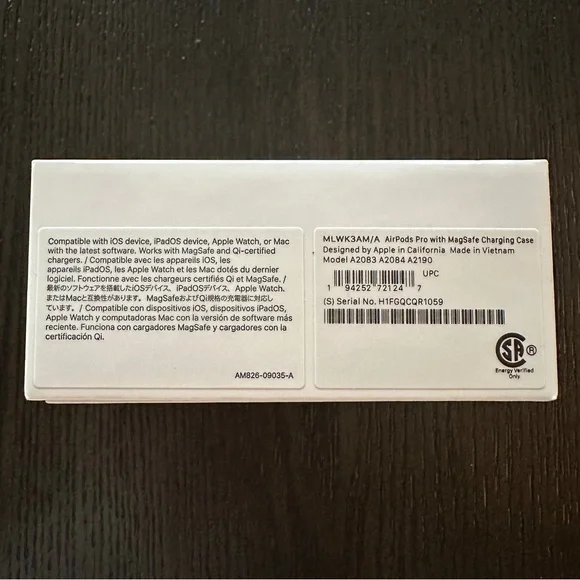 Compatible with iOS device, iPadOS device, Apple Watch, or Mac
with the latest software. Works with MagSafe and Qi-certified
chargers. / Compatible avec les appareils iOS, les
appareils iPadOS, les Apple Watch et les Mac dotés du dernier
logiciel. Fonctionne avec les chargeurs certifiés Qi et MagSafe. /
最新のソフトウェアを搭載したiOSデバイス、iPadOSデバイス、Apple Watch、
またはMacと互換性があります。MagSafeおよびQi規格の充電器に対応し
ています。/ Compatible con dispositivos iOS, dispositivos iPadOS,
Apple Watch y computadoras Mac con la versión de software más
reciente. Funciona con cargadores MagSafe y cargadores con la
certificación Qi.
AM826-09035-A
MLWK3AM/A AirPods Pro with MagSafe Charging Case
Designed by Apple in California Made in Vietnam
Model A2083 A2084 A2190
UPC
1 94252 72124 7
(S) Serial No. H1FGQCQR1059
SA ®
Energy Verified
Only.